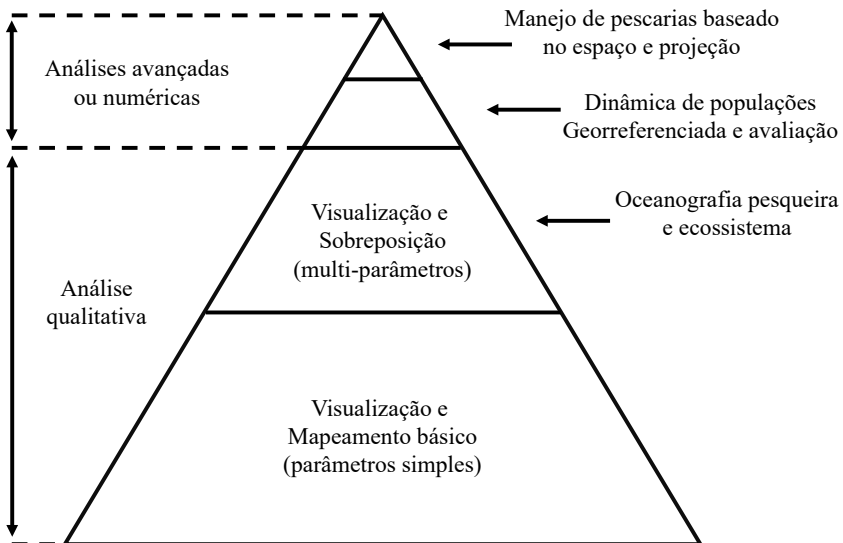 Manejo de pescarias baseado
no espaço e projeção
Análises avançadas
ou numéricas
Dinâmica de populações
Georreferenciada e avaliação
Oceanografia pesqueira
e ecossistema
Visualização e
Sobreposição
(multi-parâmetros)
Análise
qualitativa
Visualização e
Mapeamento básico
(parâmetros simples)